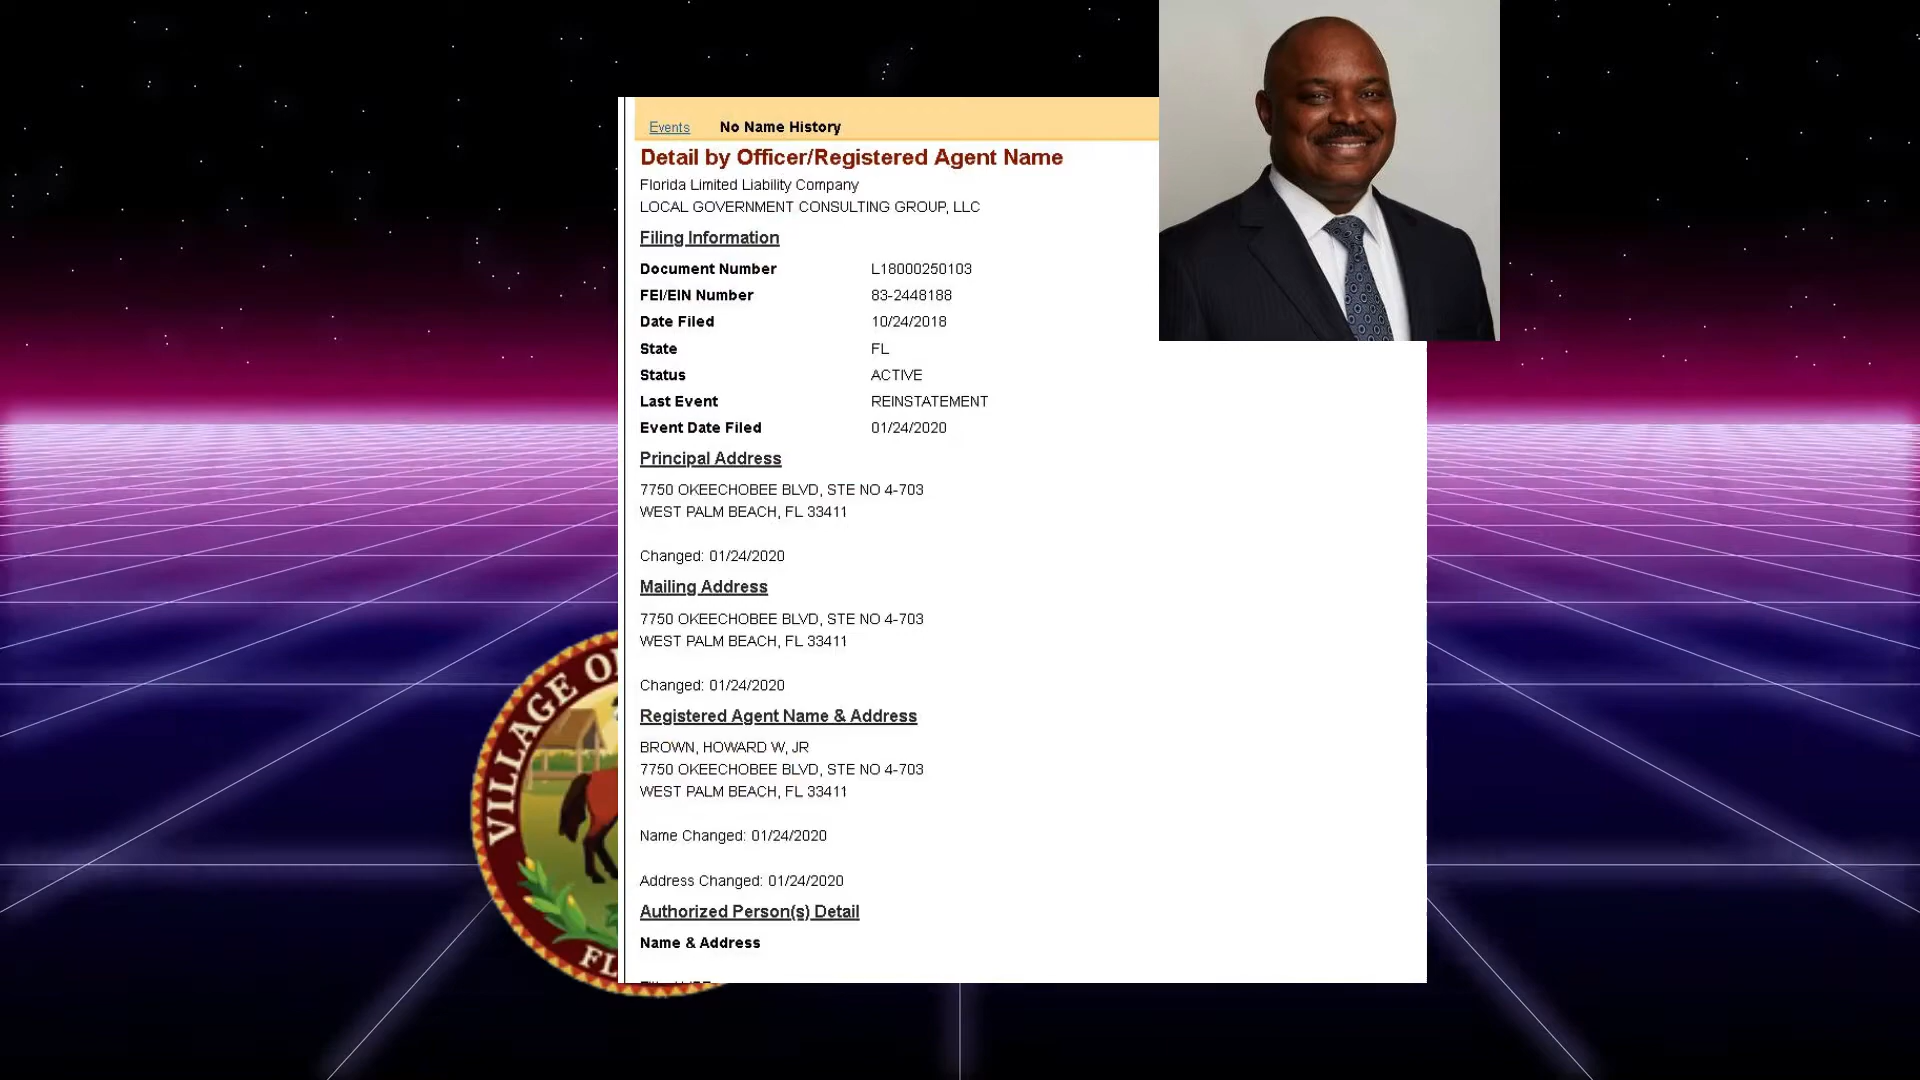 Events No Name History
Detail by Officer/Registered Agent Name
Florida Limited Liability Company
LOCAL GOVERNMENT CONSULTING GROUP, LLC
Filing Information
Document Number L18000250103
FEI/EIN Number 83-2448188
Date Filed 10/24/2018
State FL
Status ACTIVE
Last Event REINSTATEMENT
Event Date Filed 01/24/2020
Principal Address
7750 OKEECHOBEE BLVD, STE NO 4-703
WEST PALM BEACH, FL 33411
Changed: 01/24/2020
Mailing Address
7750 OKEECHOBEE BLVD, STE NO 4-703
WEST PALM BEACH, FL 33411
Changed: 01/24/2020
Registered Agent Name & Address
BROWN, HOWARD W, JR
7750 OKEECHOBEE BLVD, STE NO 4-703
WEST PALM BEACH, FL 33411
Name Changed: 01/24/2020
Address Changed: 01/24/2020
Authorized Person(s) Detail
Name & Address
VILLAGE O
FL